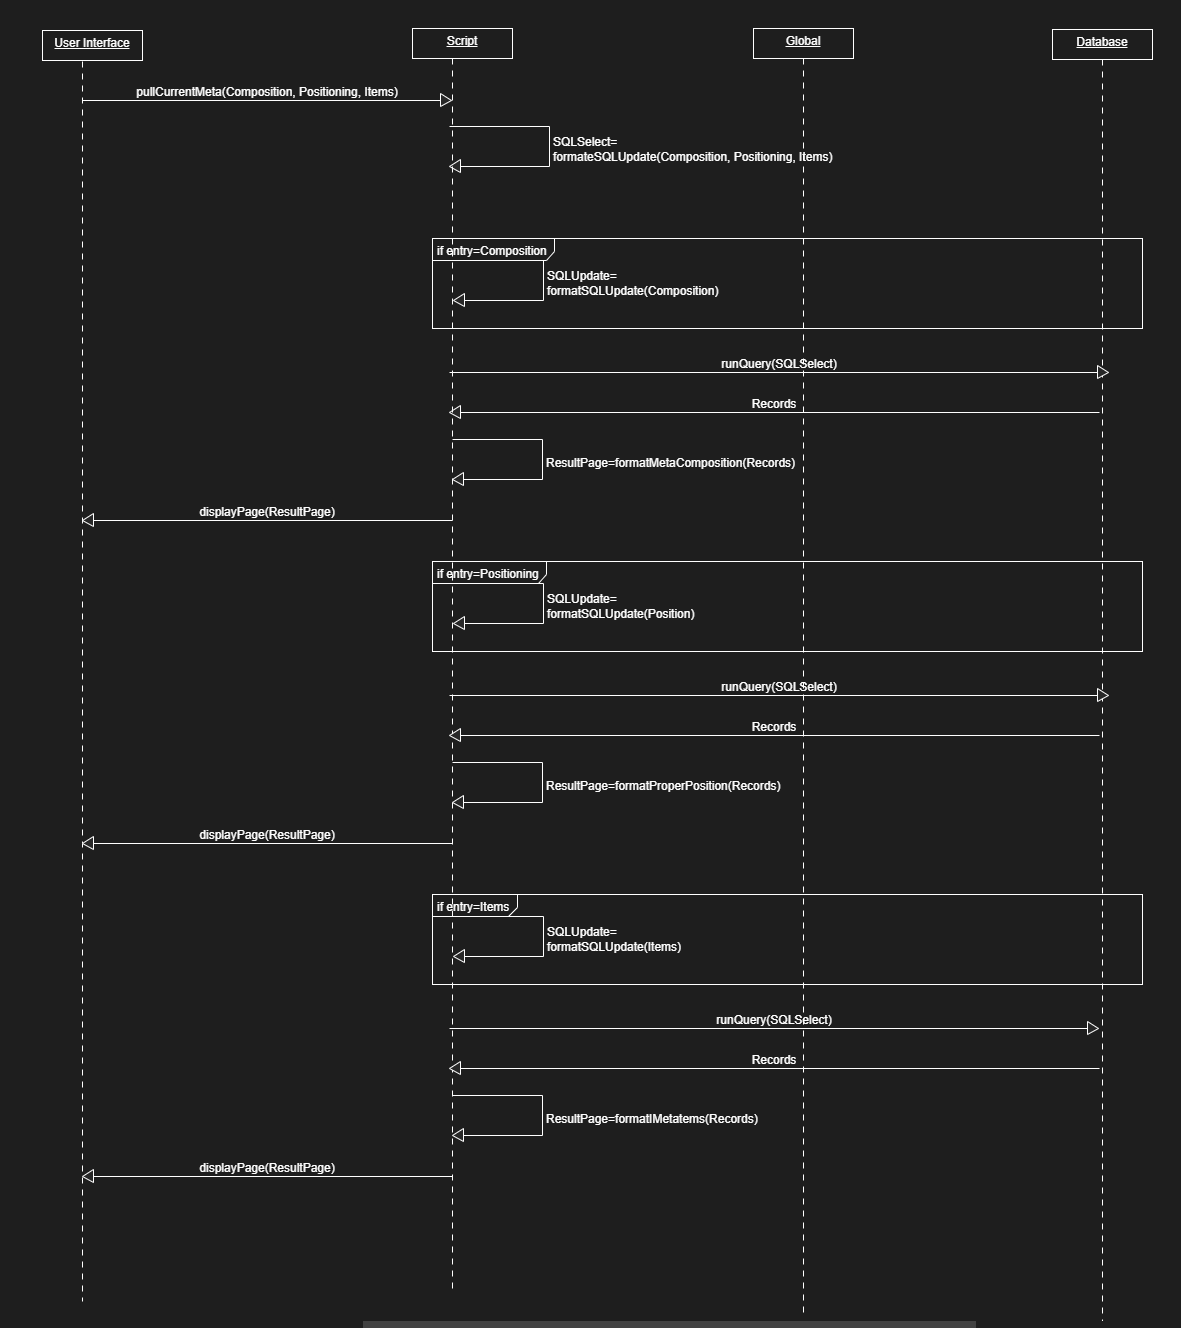 User Interface
Script
Global
Database
pullCurrentMeta(Composition, Positioning, Items)
SQLSelect=
formateSQLUpdate(Composition, Positioning, Items)
if entry=Composition
SQLUpdate=
formatSQLUpdate(Composition)
runQuery(SQLSelect)
Records
ResultPage=formatMetaComposition(Records)
displayPage(ResultPage)
if entry=Positioning
SQLUpdate=
formatSQLUpdate(Position)
runQuery(SQLSelect)
Records
ResultPage=formatProperPosition(Records)
displayPage(ResultPage)
if entry=Items
SQLUpdate=
formatSQLUpdate(Items)
runQuery(SQLSelect)
Records
ResultPage=formatIMetatems(Records)
displayPage(ResultPage)